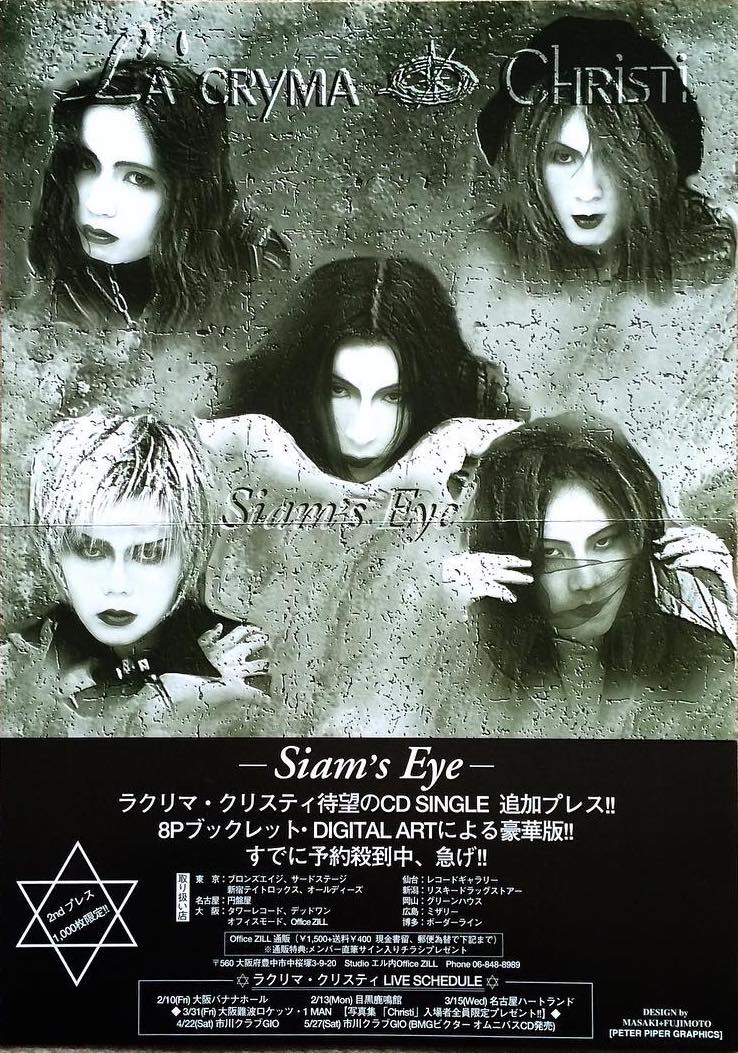 La'cryma Christi
Siam's Eye
—Siam's Eye—
ラクリマ・クリスティ待望のCD SINGLE 追加プレス!!
8Pブックレット・DIGITAL ARTによる豪華版!!
すでに予約殺到中、急げ!!
2nd プレス
1,000枚限定!!
取り扱い店
東 京：ブロンズエイジ、サードステージ
新宿テイトロックス、オールディーズ
名古屋：円盤屋
大 阪：タワーレコード、デッドワン
オフィスモード、Office ZILL
仙台：レコードギャラリー
新潟：リスキードラッグストアー
岡山：グリーンハウス
広島：ミザリー
博多：ボーダーライン
Office ZILL 通販（￥1,500+送料￥400 現金書留、郵便為替で下記まで）
※通販特典:メンバー直筆サイン入りチラシプレゼント
〒560 大阪府豊中市中桜塚3-9-20 Studio エル内Office ZILL Phone 06-848-8989
✡ラクリマ・クリスティ LIVE SCHEDULE✡
2/10(Fri) 大阪バナナホール 2/13(Mon) 目黒鹿鳴館 3/15(Wed) 名古屋ハートランド
◆3/31(Fri) 大阪難波ロケッツ・1 MAN 【写真集「Christi」入場者全員限定プレゼント!!】◆
4/22(Sat) 市川クラブGIO 5/27(Sat) 市川クラブGIO (BMGビクター オムニバスCD発売)
DESIGN by
MASAKI+FUJIMOTO
[PETER PIPER GRAPHICS]